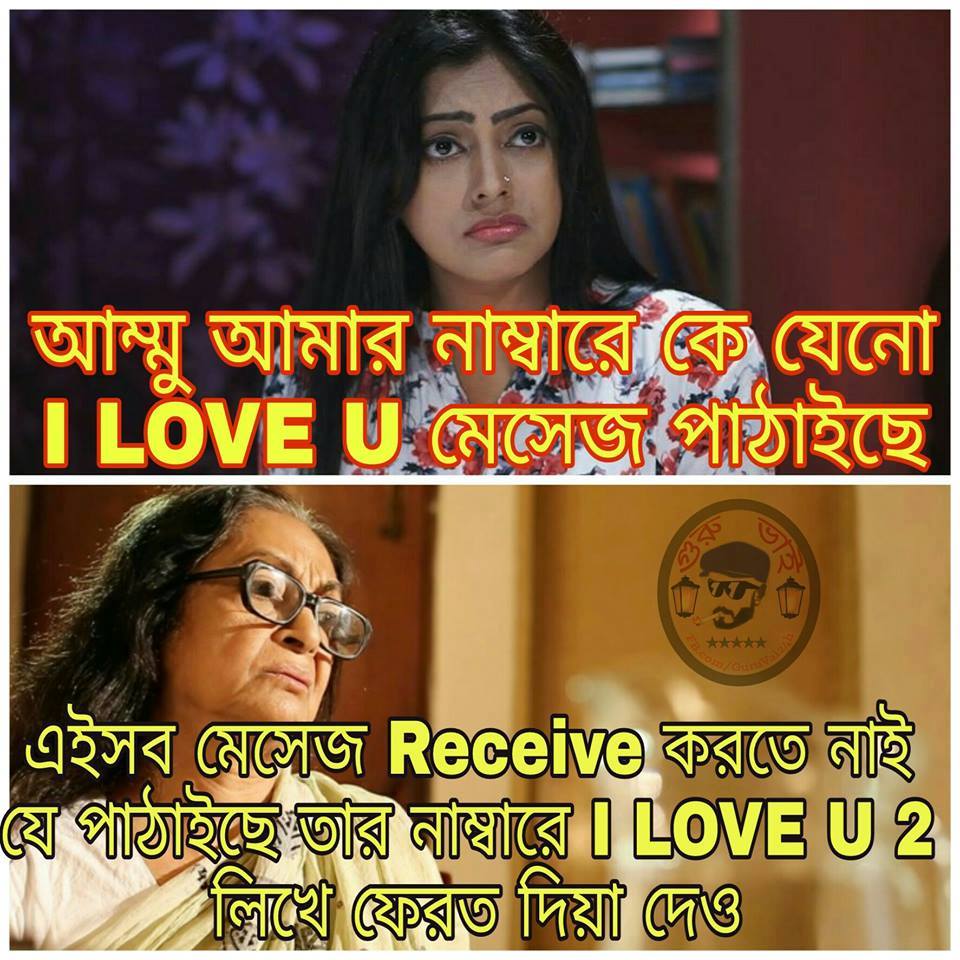 আম্মু আমার নাম্বারে কে যেনো
I LOVE U মেসেজ পাঠাইছে
গুরু ভাই
এইসব মেসেজ Receive করতে নাই
যে পাঠাইছে তার নাম্বারে I LOVE U 2
লিখে ফেরত দিয়া দেও